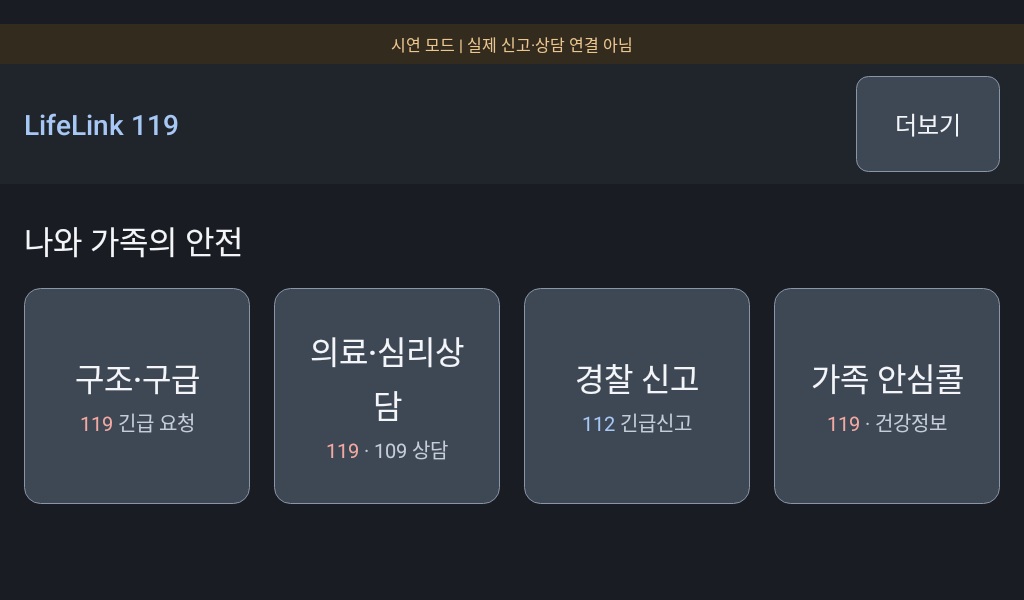 시연 모드 | 실제 신고·상담 연결 아님
LifeLink 119
더보기
나와 가족의 안전
구조·구급
119 긴급 요청
의료·심리상
담
119 · 109 상담
경찰 신고
112 긴급신고
가족 안심콜
119 · 건강정보